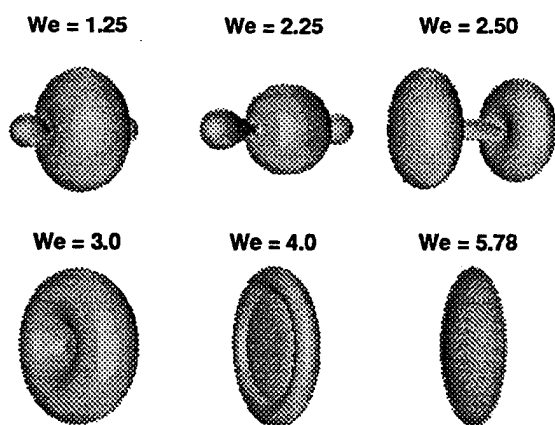 We = 1.25 We = 2.25 We = 2.50
We = 3.0 We = 4.0 We = 5.78